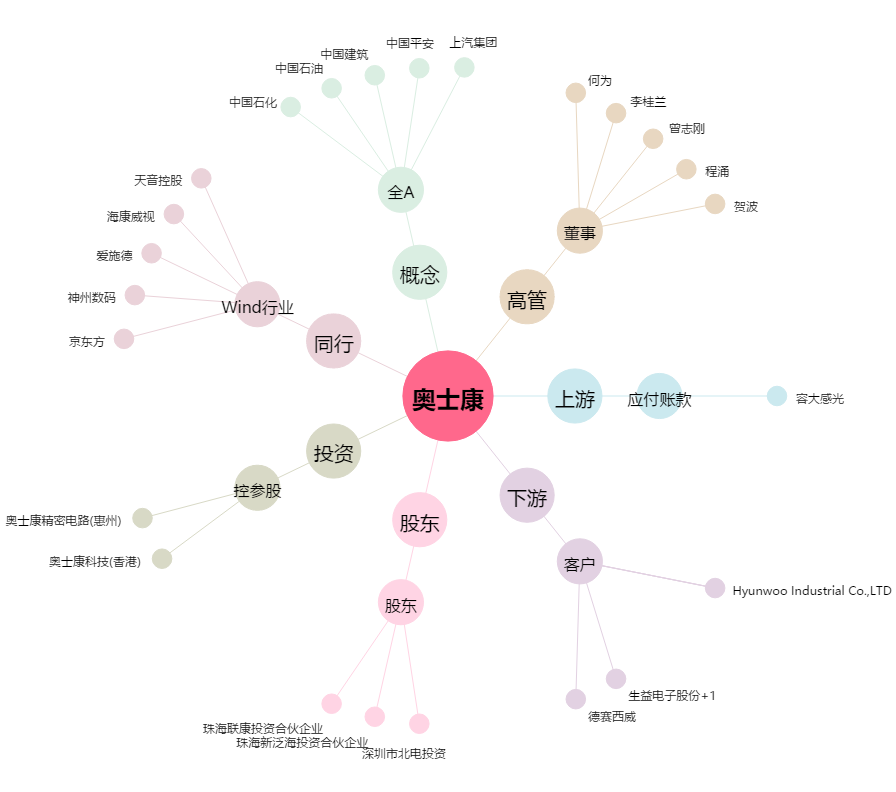 上汽集团
中国平安
中国建筑
中国石油
中国石化
全A
概念
何为
李桂兰
曾志刚
程涌
贺波
董事
高管
天音控股
海康威视
爱施德
神州数码
京东方
Wind行业
同行
奥士康
上游
应付账款
容大感光
投资
控参股
奥士康精密电路(惠州)
奥士康科技(香港)
下游
客户
Hyunwoo Industrial Co.,LTD
生益电子股份+1
德赛西威
股东
股东
珠海联康投资合伙企业
珠海新泛海投资合伙企业
深圳市北电投资